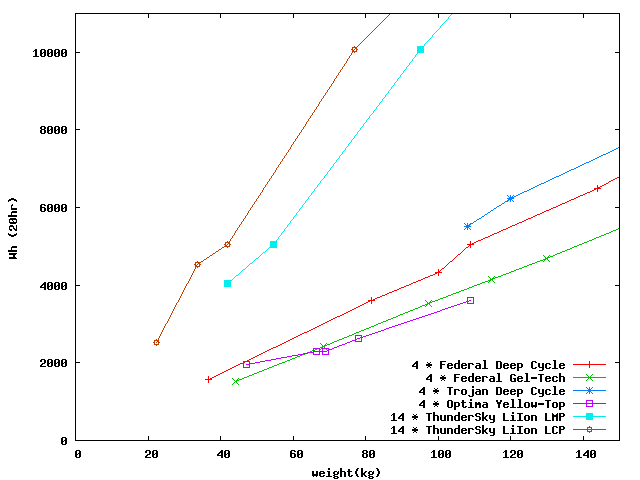 10000
8000
6000
4000
2000
0
Wh (20hr)
4 * Federal Deep Cycle
4 * Federal Gel-Tech
4 * Trojan Deep Cycle
4 * Optima Yellow-Top
14 * ThunderSky LiIon LMP
14 * ThunderSky LiIon LCP
0 20 40 60 80 100 120 140
weight(kg)